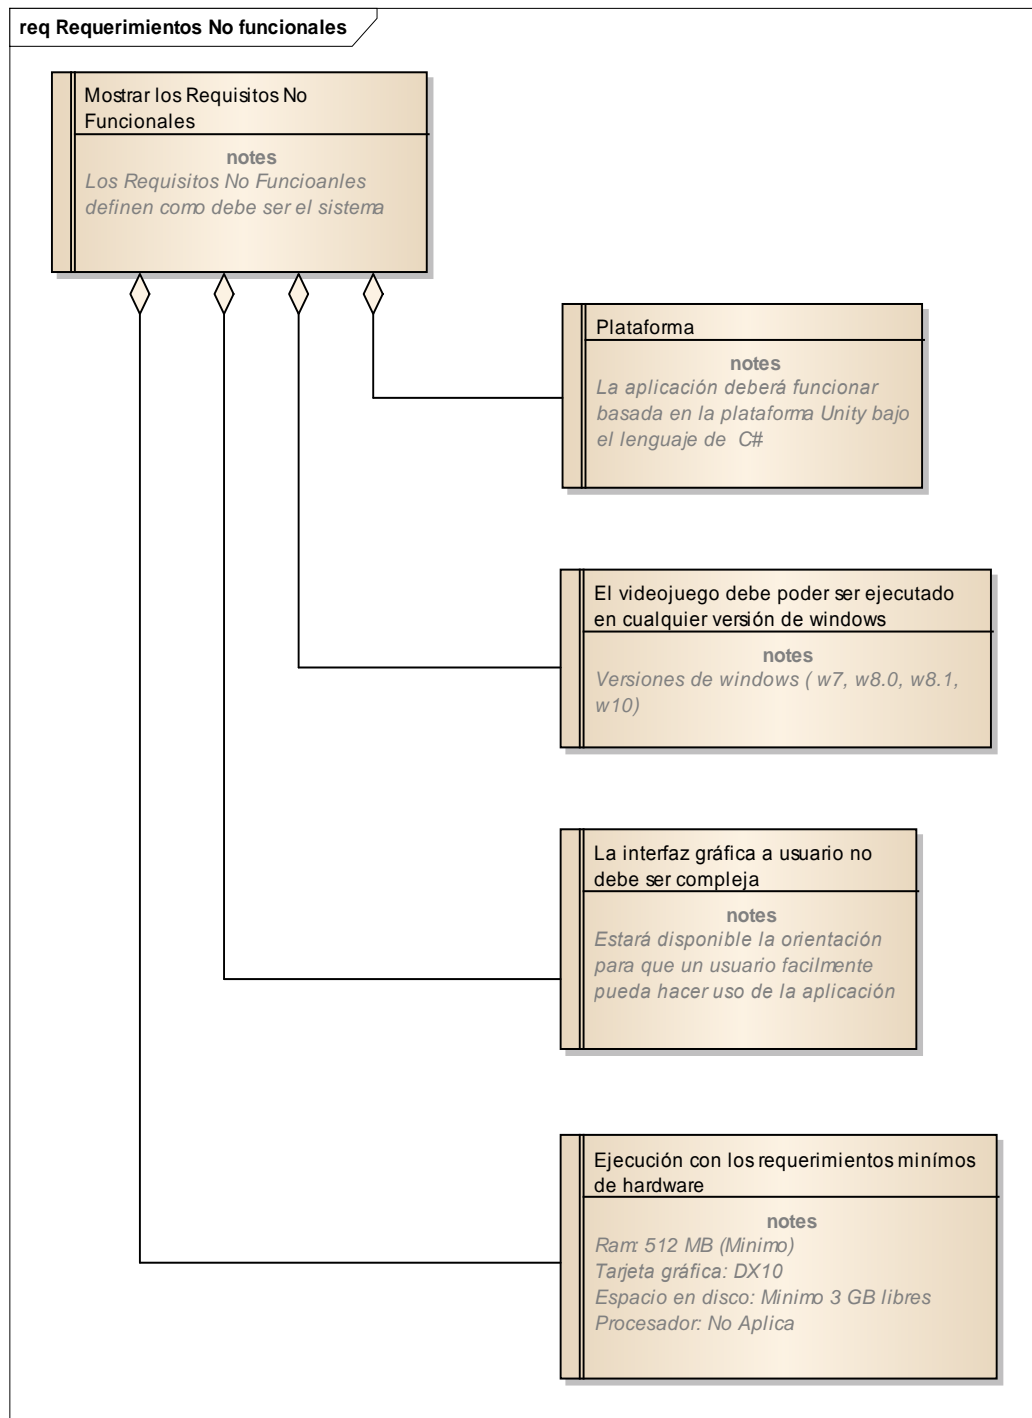 req Requerimientos No funcionales
Mostrar los Requisitos No
Funcionales
notes
Los Requisitos No Funcioanles
definen como debe ser el sistema
Plataforma
notes
La aplicación deberá funcionar
basada en la plataforma Unity bajo
el lenguaje de C#
El videojuego debe poder ser ejecutado
en cualquier versión de windows
notes
Versiones de windows ( w7, w8.0, w8.1,
w10)
La interfaz gráfica a usuario no
debe ser compleja
notes
Estará disponible la orientación
para que un usuario facilmente
pueda hacer uso de la aplicación
Ejecución con los requerimientos minímos
de hardware
notes
Ram: 512 MB (Minimo)
Tarjeta gráfica: DX10
Espacio en disco: Minimo 3 GB libres
Procesador: No Aplica